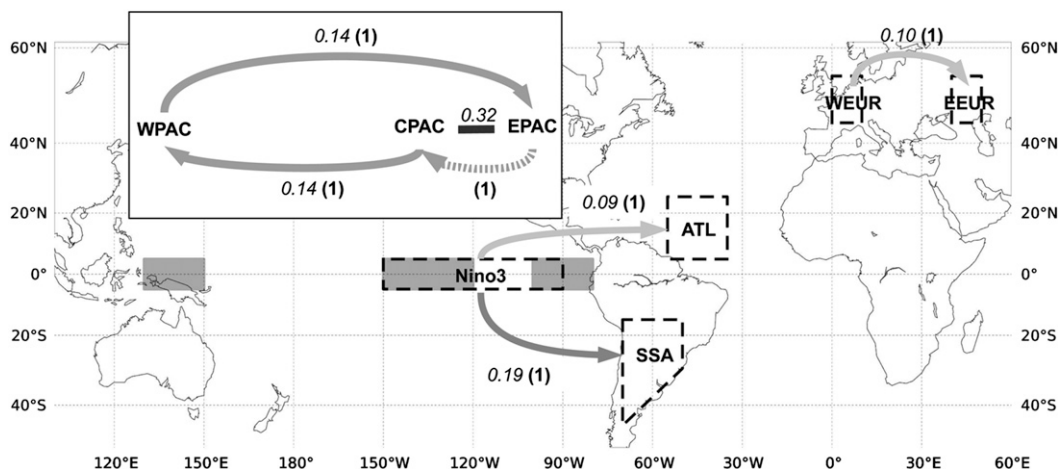 60°N
0.14 (1)
0.10 (1)
60°N
WPAC
CPAC
0.32
EPAC
WEUR
EEUR
40°N
40°N
0.14 (1)
(1)
20°N
0.09 (1)
ATL
20°N
0°
Nino3
0°
20°S
SSA
20°S
0.19 (1)
40°S
40°S
120°E 150°E 180° 150°W 120°W 90°W 60°W 30°W 0° 30°E 60°E